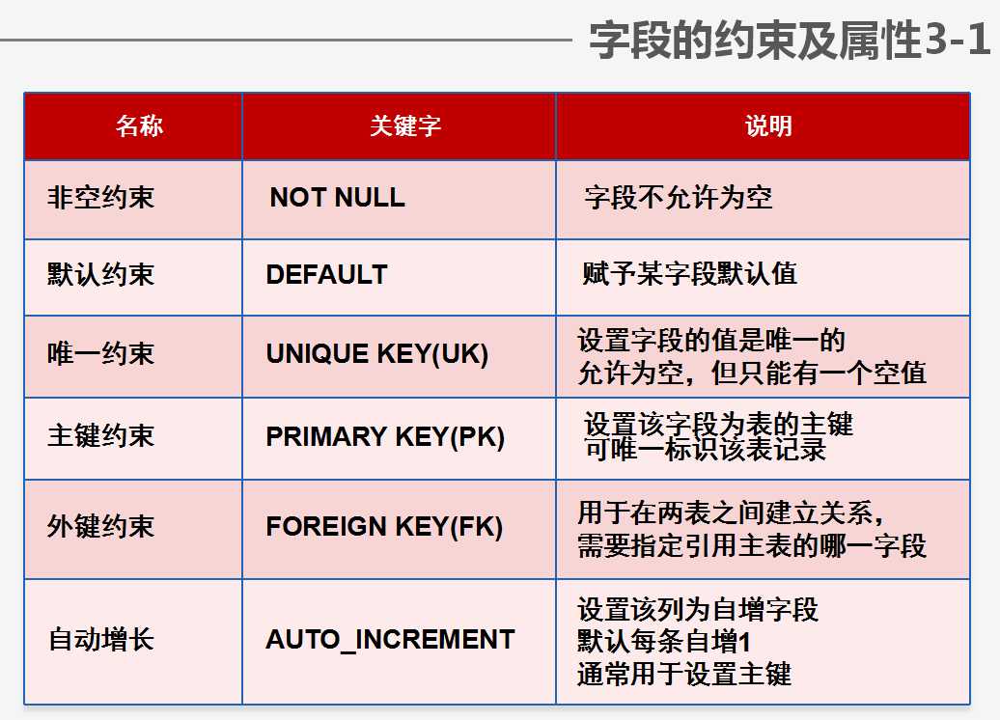 字段的约束及属性3-1
名称 关键字 说明
非空约束 NOT NULL 字段不允许为空
默认约束 DEFAULT 赋予某字段默认值
唯一约束 UNIQUE KEY(UK) 设置字段的值是唯一的
允许为空，但只能有一个空值
主键约束 PRIMARY KEY(PK) 设置该字段为表的主键
可唯一标识该表记录
外键约束 FOREIGN KEY(FK) 用于在两表之间建立关系，
需要指定引用主表的哪一字段
自动增长 AUTO_INCREMENT 设置该列为自增字段
默认每条自增1
通常用于设置主键